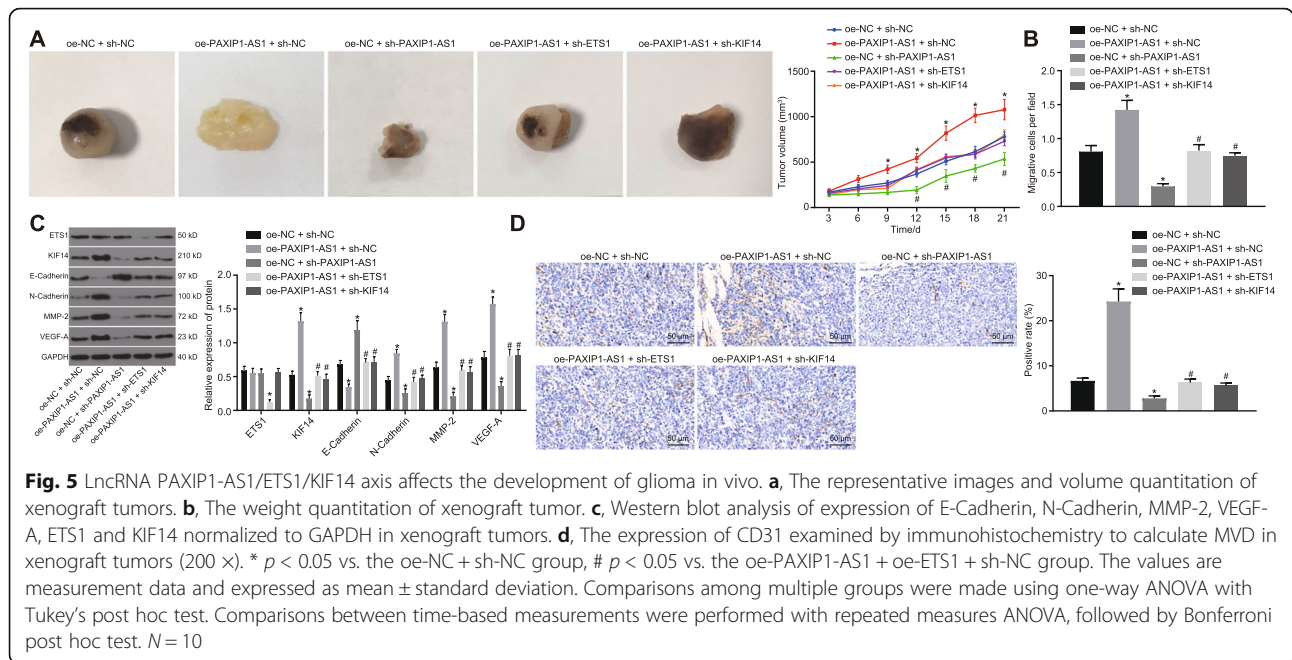 A
oe-NC + sh-NC
oe-PAXIP1-AS1 + sh-NC
oe-NC + sh-PAXIP1-AS1
oe-PAXIP1-AS1 + sh-ETS1
oe-PAXIP1-AS1 + sh-KIF14
oe-NC + sh-NC
oe-PAXIP1-AS1 + sh-NC
oe-NC + sh-PAXIP1-AS1
oe-PAXIP1-AS1 + sh-ETS1
oe-PAXIP1-AS1 + sh-KIF14
Tumor volume (mm³)
1500
1000
500
0
* * * * *
# # # #
3 6 9 12 15 18 21
Time/d
B
Migrative cells per field
2.0
1.5
1.0
0.5
0.0
* * # #
oe-NC + sh-NC
oe-PAXIP1-AS1 + sh-NC
oe-NC + sh-PAXIP1-AS1
oe-PAXIP1-AS1 + sh-ETS1
oe-PAXIP1-AS1 + sh-KIF14
C
ETS1 50 kD
KIF14 210 kD
E-Cadherin 97 kD
N-Cadherin 100 kD
MMP-2 72 kD
VEGF-A 23 kD
GAPDH 40 kD
oe-NC + sh-NC
oe-PAXIP1-AS1 + sh-NC
oe-NC + sh-PAXIP1-AS1
oe-PAXIP1-AS1 + sh-ETS1
oe-PAXIP1-AS1 + sh-KIF14
oe-NC + sh-NC
oe-PAXIP1-AS1 + sh-NC
oe-NC + sh-PAXIP1-AS1
oe-PAXIP1-AS1 + sh-ETS1
oe-PAXIP1-AS1 + sh-KIF14
Relative expression of protein
2.0
1.5
1.0
0.5
0.0
* * * # # * * # # * * # # * * # # * * # #
ETS1
KIF14
E-Cadherin
N-Cadherin
MMP-2
VEGF-A
D
oe-NC + sh-NC
oe-PAXIP1-AS1 + sh-NC
oe-NC + sh-PAXIP1-AS1
50 μm
50 μm
50 μm
oe-PAXIP1-AS1 + sh-ETS1
oe-PAXIP1-AS1 + sh-KIF14
50 μm
50 μm
Positive rate (%)
30
20
10
0
* * # #
oe-NC + sh-NC
oe-PAXIP1-AS1 + sh-NC
oe-NC + sh-PAXIP1-AS1
oe-PAXIP1-AS1 + sh-ETS1
oe-PAXIP1-AS1 + sh-KIF14
Fig. 5 LncRNA PAXIP1-AS1/ETS1/KIF14 axis affects the development of glioma in vivo. a, The representative images and volume quantitation of
xenograft tumors. b, The weight quantitation of xenograft tumor. c, Western blot analysis of expression of E-Cadherin, N-Cadherin, MMP-2, VEGF-
A, ETS1 and KIF14 normalized to GAPDH in xenograft tumors. d, The expression of CD31 examined by immunohistochemistry to calculate MVD in
xenograft tumors (200 ×). * p < 0.05 vs. the oe-NC + sh-NC group, # p < 0.05 vs. the oe-PAXIP1-AS1 + oe-ETS1 + sh-NC group. The values are
measurement data and expressed as mean ± standard deviation. Comparisons among multiple groups were made using one-way ANOVA with
Tukey's post hoc test. Comparisons between time-based measurements were performed with repeated measures ANOVA, followed by Bonferroni
post hoc test. N = 10